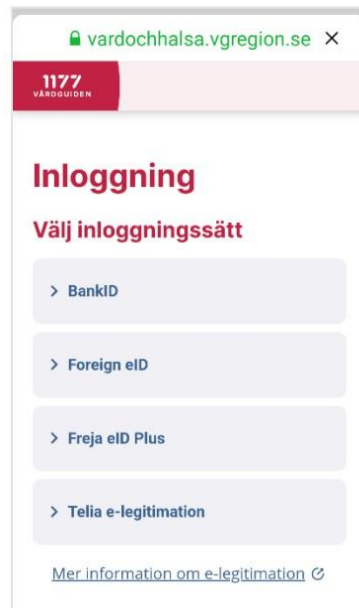 vardochhalsa.vgregion.se
1177
VÅRDGUIDEN
Inloggning
Välj inloggningssätt
BankID
Foreign eID
Freja eID Plus
Telia e-legitimation
Mer information om e-legitimation